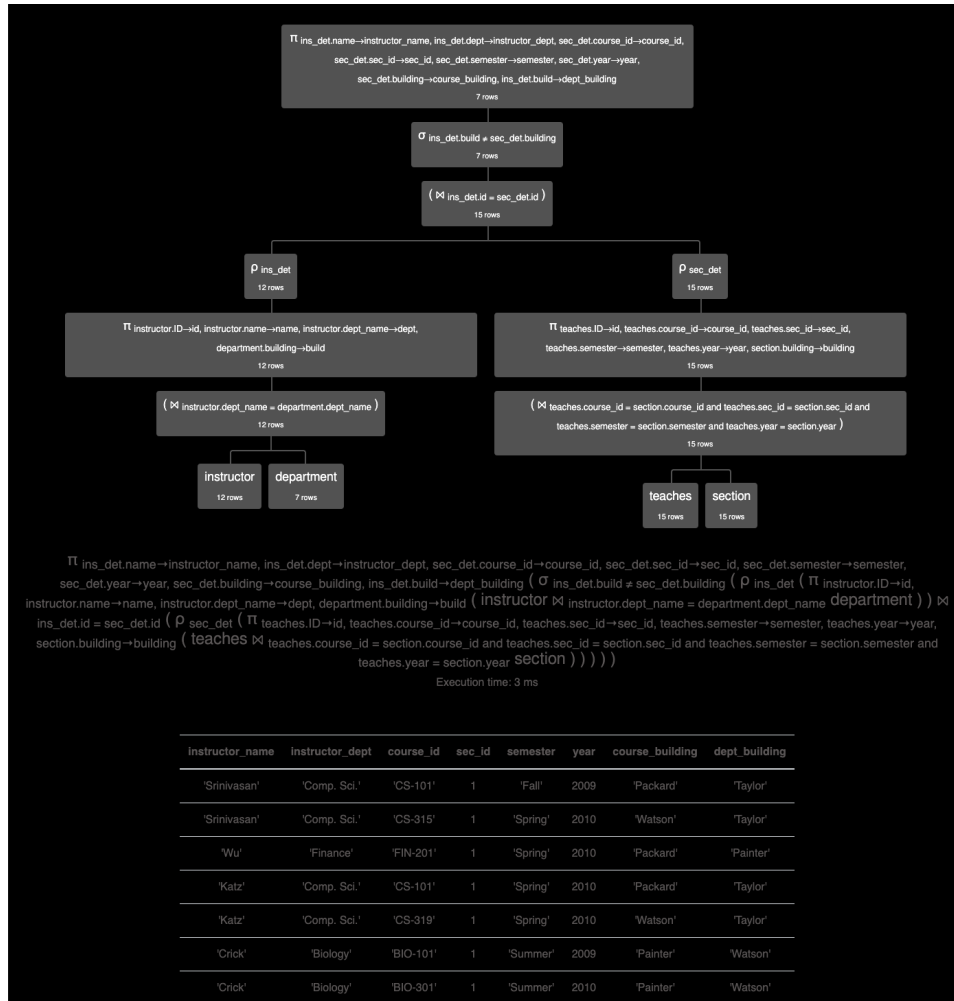 π ins_det.name→instructor_name, ins_det.dept→instructor_dept, sec_det.course_id→course_id,
sec_det.sec_id→sec_id, sec_det.semester→semester, sec_det.year→year,
sec_det.building→course_building, ins_det.build→dept_building
7 rows
σ ins_det.build ≠ sec_det.building
7 rows
( ⋈ ins_det.id = sec_det.id )
15 rows
ρ ins_det
12 rows
ρ sec_det
15 rows
π instructor.ID→id, instructor.name→name, instructor.dept_name→dept,
department.building→build
12 rows
π teaches.ID→id, teaches.course_id→course_id, teaches.sec_id→sec_id,
teaches.semester→semester, teaches.year→year, section.building→building
15 rows
( ⋈ instructor.dept_name = department.dept_name )
12 rows
( ⋈ teaches.course_id = section.course_id and teaches.sec_id = section.sec_id and
teaches.semester = section.semester and teaches.year = section.year )
15 rows
instructor
12 rows
department
7 rows
teaches
15 rows
section
15 rows
π ins_det.name→instructor_name, ins_det.dept→instructor_dept, sec_det.course_id→course_id, sec_det.sec_id→sec_id, sec_det.semester→semester,
sec_det.year→year, sec_det.building→course_building, ins_det.build→dept_building ( σ ins_det.build ≠ sec_det.building ( ρ ins_det ( π instructor.ID→id,
instructor.name→name, instructor.dept_name→dept, department.building→build ( instructor ⋈ instructor.dept_name = department.dept_name department ) ) ⋈
ins_det.id = sec_det.id ( ρ sec_det ( π teaches.ID→id, teaches.course_id→course_id, teaches.sec_id→sec_id, teaches.semester→semester, teaches.year→year,
section.building→building ( teaches ⋈ teaches.course_id = section.course_id and teaches.sec_id = section.sec_id and teaches.semester = section.semester and
teaches.year = section.year section ) ) ) ) )
Execution time: 3 ms
instructor_name instructor_dept course_id sec_id semester year course_building dept_building
'Srinivasan' 'Comp. Sci.' 'CS-101' 1 'Fall' 2009 'Packard' 'Taylor'
'Srinivasan' 'Comp. Sci.' 'CS-315' 1 'Spring' 2010 'Watson' 'Taylor'
'Wu' 'Finance' 'FIN-201' 1 'Spring' 2010 'Packard' 'Painter'
'Katz' 'Comp. Sci.' 'CS-101' 1 'Spring' 2010 'Packard' 'Taylor'
'Katz' 'Comp. Sci.' 'CS-319' 1 'Spring' 2010 'Watson' 'Taylor'
'Crick' 'Biology' 'BIO-101' 1 'Summer' 2009 'Painter' 'Watson'
'Crick' 'Biology' 'BIO-301' 1 'Summer' 2010 'Painter' 'Watson'